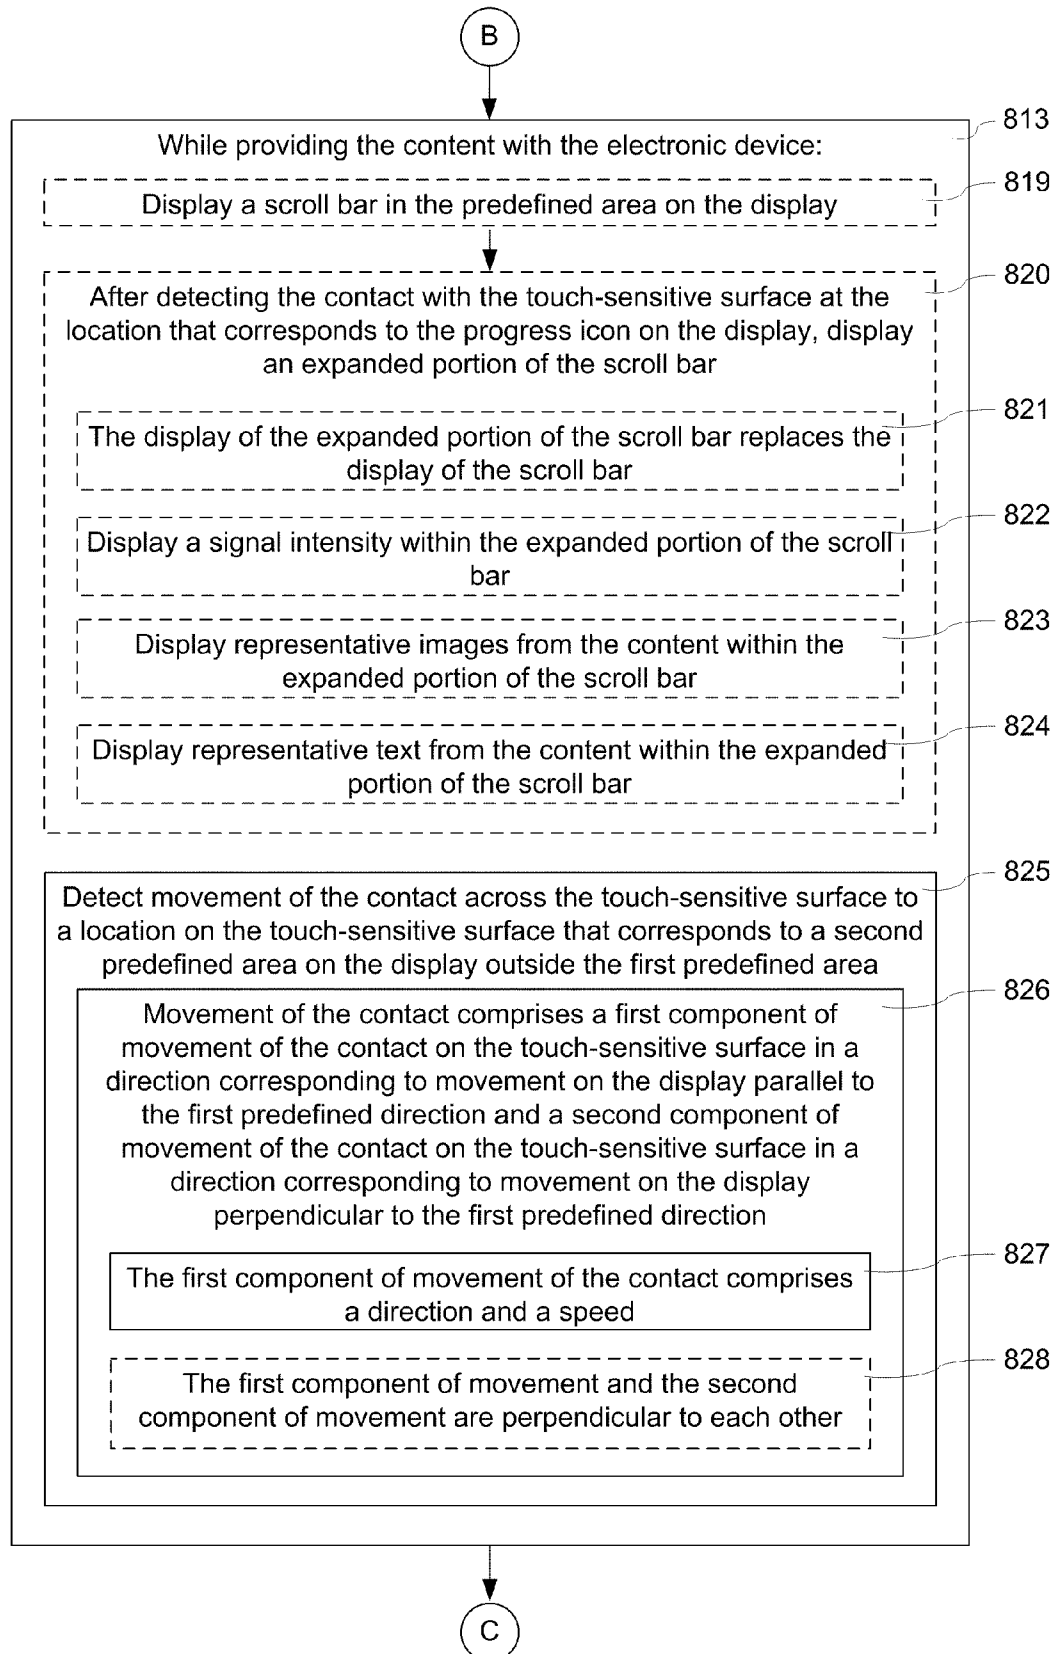 B
813
While providing the content with the electronic device:
819
Display a scroll bar in the predefined area on the display
820
After detecting the contact with the touch-sensitive surface at the
location that corresponds to the progress icon on the display, display
an expanded portion of the scroll bar
821
The display of the expanded portion of the scroll bar replaces the
display of the scroll bar
822
Display a signal intensity within the expanded portion of the scroll
bar
823
Display representative images from the content within the
expanded portion of the scroll bar
824
Display representative text from the content within the expanded
portion of the scroll bar
825
Detect movement of the contact across the touch-sensitive surface to
a location on the touch-sensitive surface that corresponds to a second
predefined area on the display outside the first predefined area
826
Movement of the contact comprises a first component of
movement of the contact on the touch-sensitive surface in a
direction corresponding to movement on the display parallel to
the first predefined direction and a second component of
movement of the contact on the touch-sensitive surface in a
direction corresponding to movement on the display
perpendicular to the first predefined direction
827
The first component of movement of the contact comprises
a direction and a speed
828
The first component of movement and the second
component of movement are perpendicular to each other
C